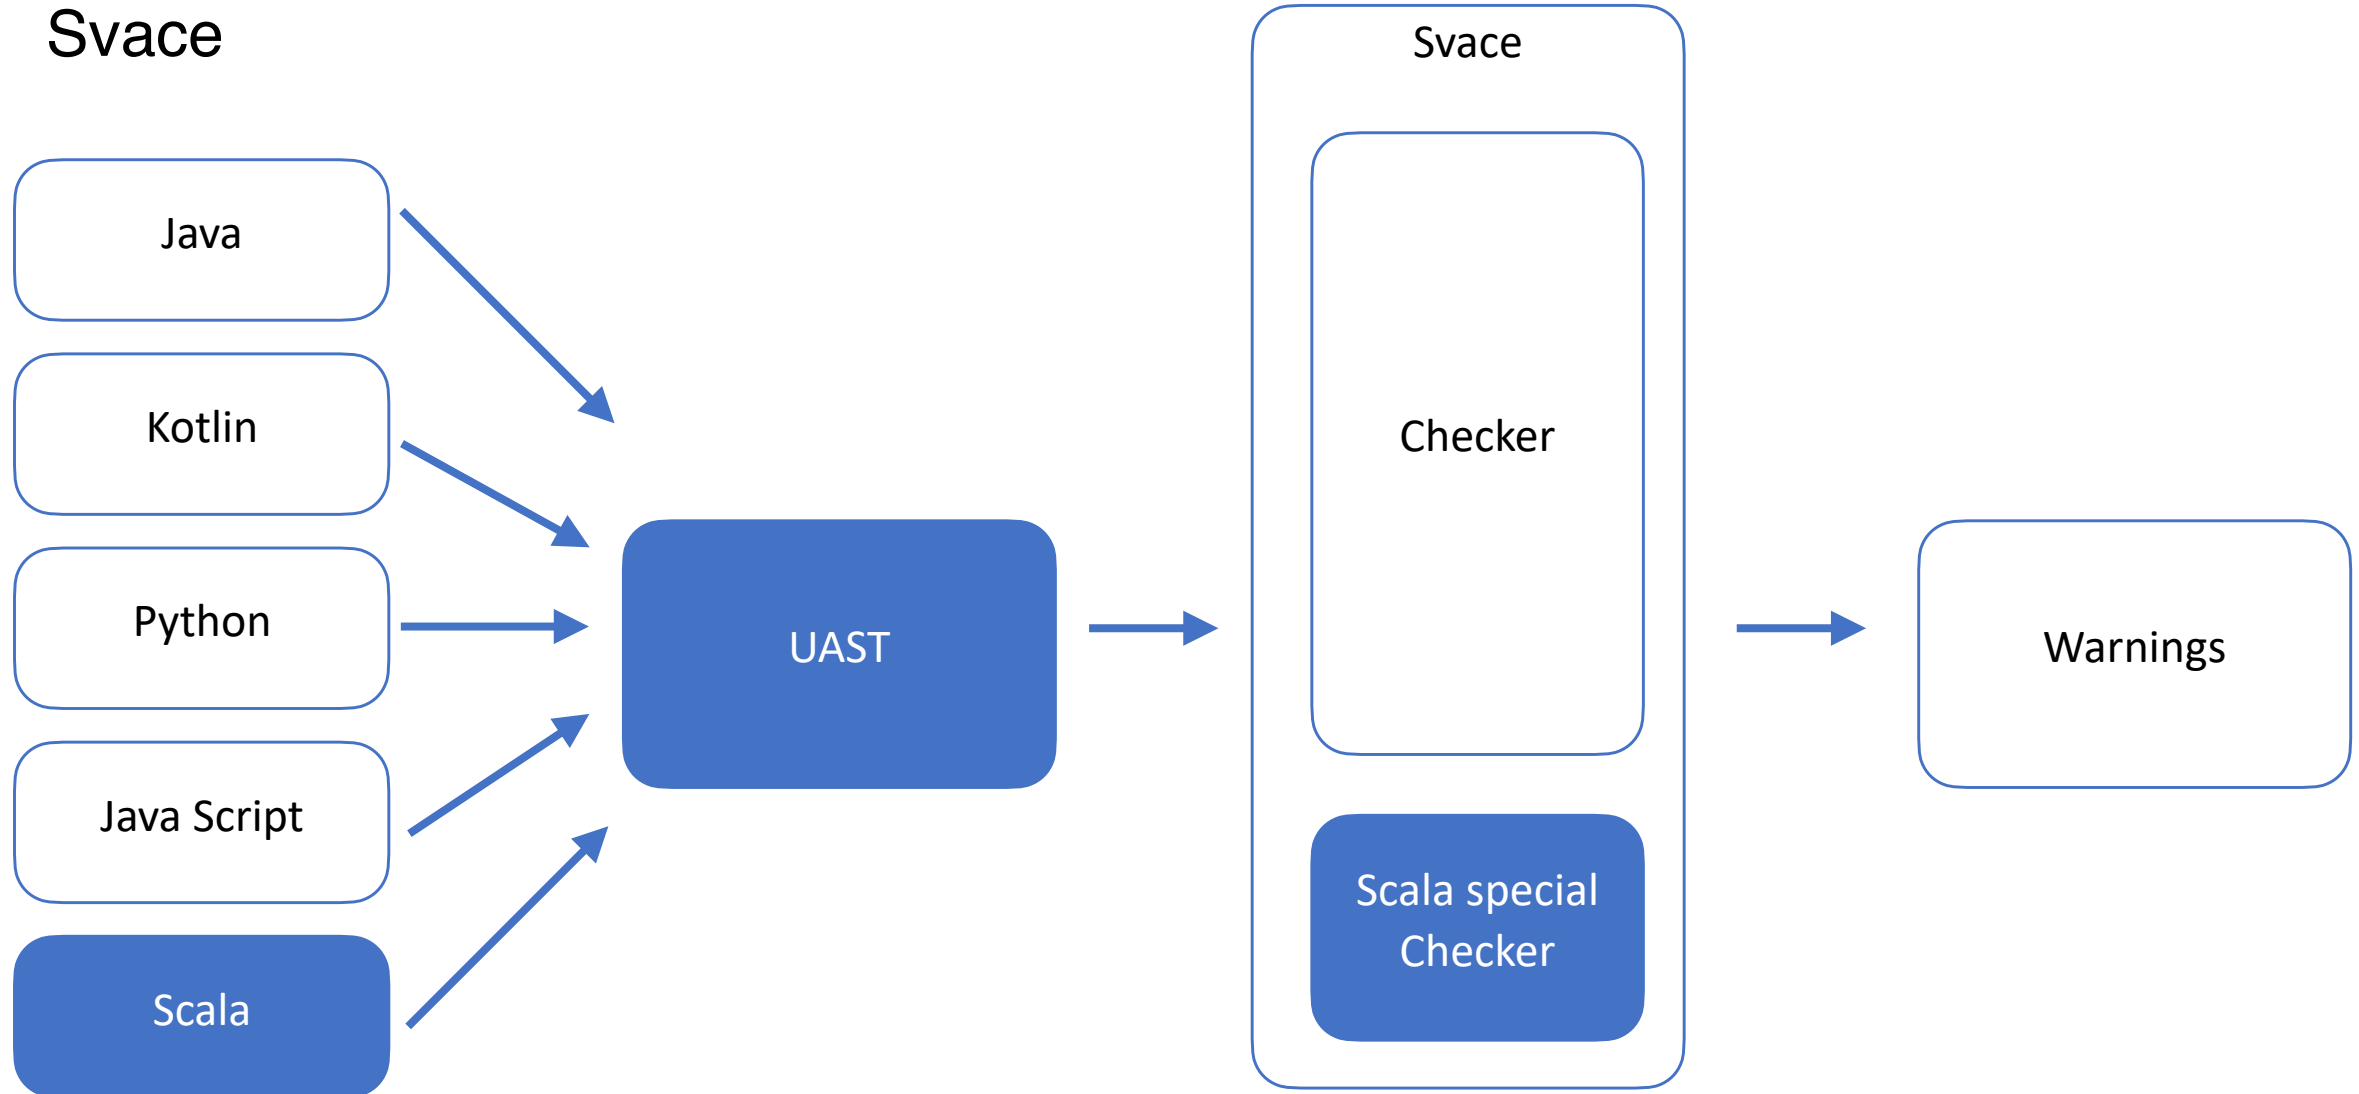 Svace
Java
Kotlin
Python
Java Script
Scala
UAST
Svace
Checker
Scala special
Checker
Warnings